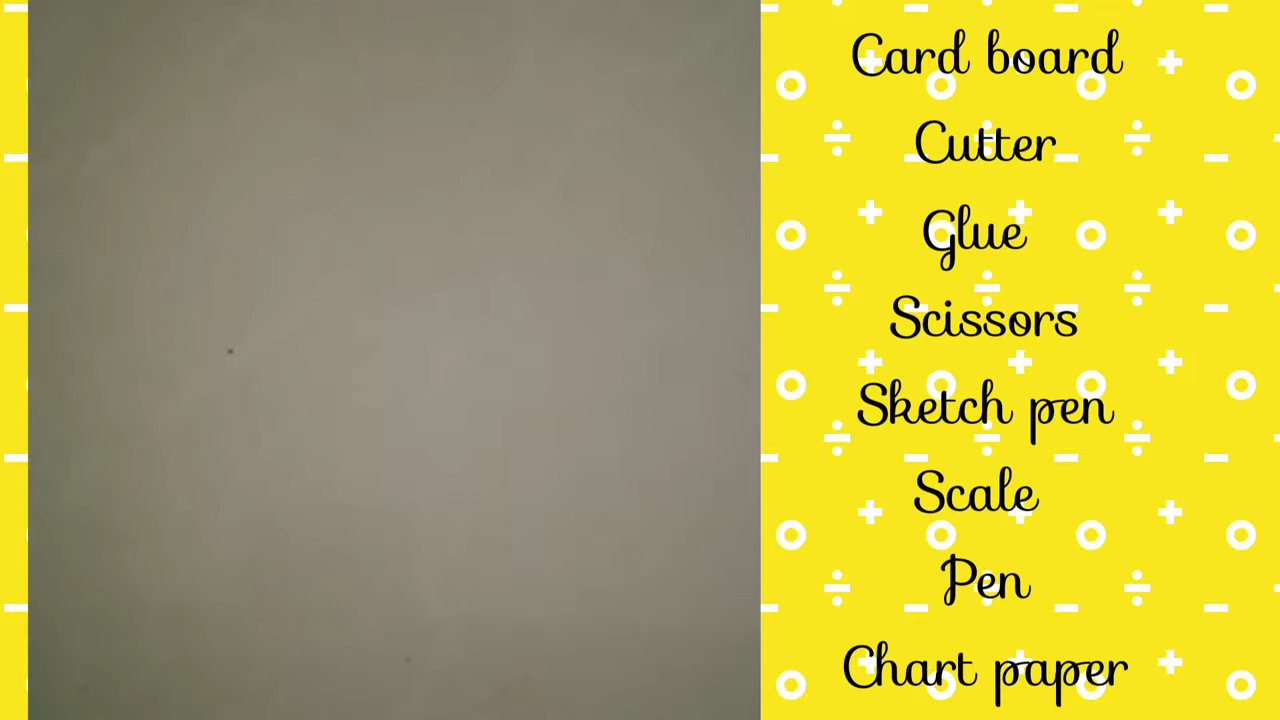 Card board
Cutter
Glue
Scissors
Sketch pen
Scale
Pen
Chart paper